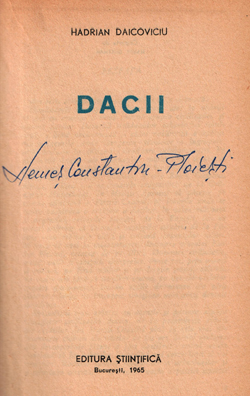 HADRIAN DAICOVICIU
DACII
Nemeș Constantin - Ploiești
EDITURA ȘTIINȚIFICĂ
București, 1965